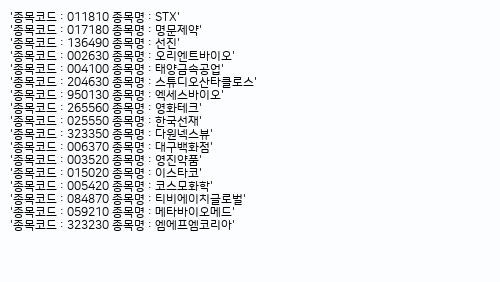 '종목코드 : 011810 종목명 : STX'
'종목코드 : 017180 종목명 : 명문제약'
'종목코드 : 136490 종목명 : 선진'
'종목코드 : 002630 종목명 : 오리엔트바이오'
'종목코드 : 004100 종목명 : 태양금속공업'
'종목코드 : 204630 종목명 : 스튜디오산타클로스'
'종목코드 : 950130 종목명 : 엑세스바이오'
'종목코드 : 265560 종목명 : 영화테크'
'종목코드 : 025550 종목명 : 한국선재'
'종목코드 : 323350 종목명 : 다원넥스뷰'
'종목코드 : 006370 종목명 : 대구백화점'
'종목코드 : 003520 종목명 : 영진약품'
'종목코드 : 015020 종목명 : 이스타코'
'종목코드 : 005420 종목명 : 코스모화학'
'종목코드 : 084870 종목명 : 티비에이치글로벌'
'종목코드 : 059210 종목명 : 메타바이오메드'
'종목코드 : 323230 종목명 : 엠에프엠코리아'